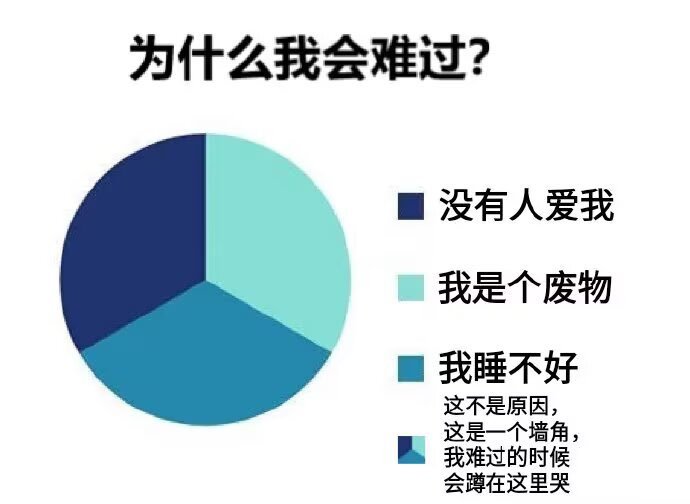 为什么我会难过?
没有人爱我
我是个废物
我睡不好
这不是原因，
这是一个墙角，
我难过的时候
会蹲在这里哭